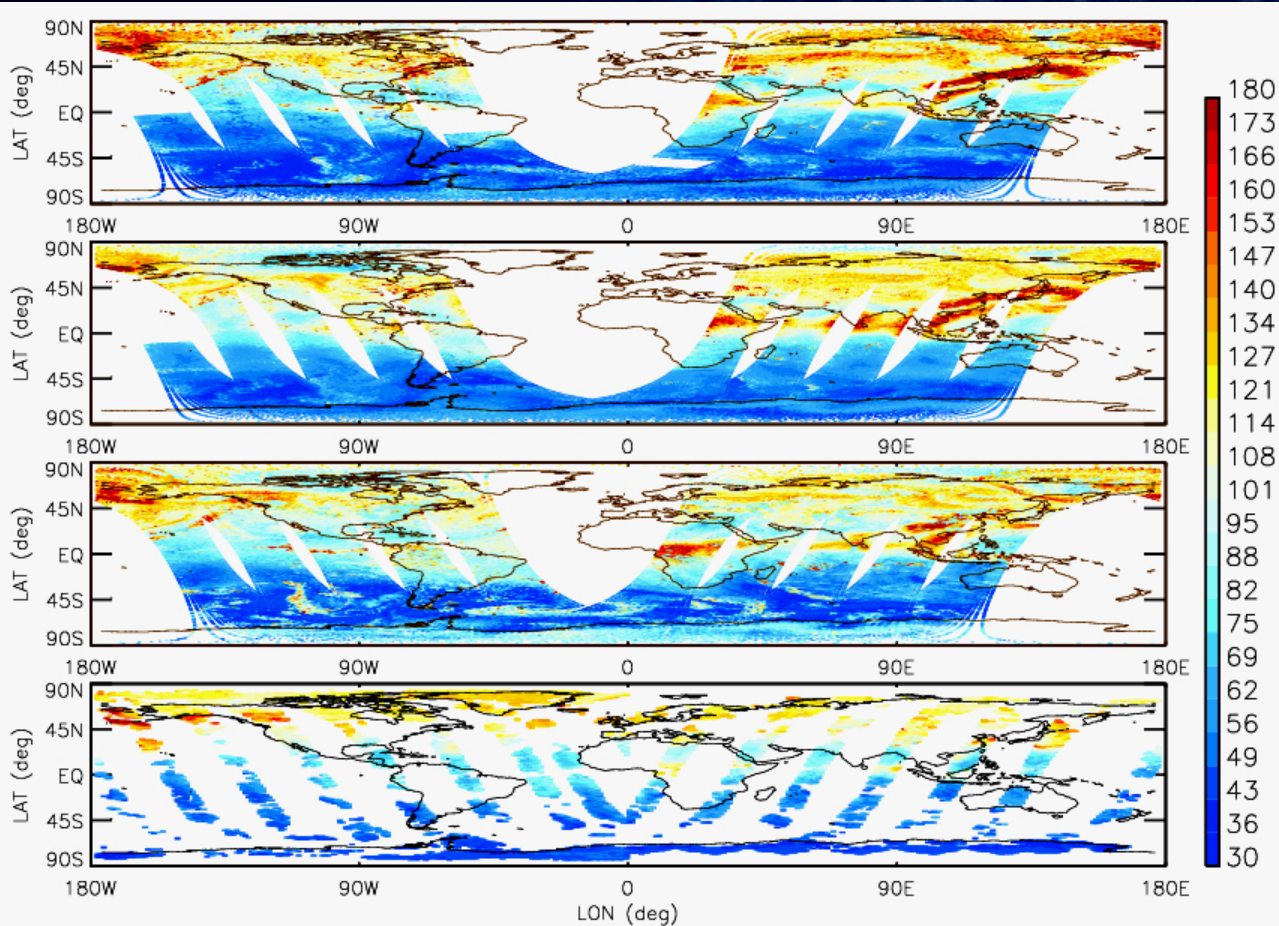 90N
45N
EQ
45S
90S
LAT (deg)
180W 90W 0 90E 180E
90N
45N
EQ
45S
90S
LAT (deg)
180W 90W 0 90E 180E
90N
45N
EQ
45S
90S
LAT (deg)
180W 90W 0 90E 180E
90N
45N
EQ
45S
90S
LAT (deg)
180W 90W 0 90E 180E
LON (deg)
180
173
166
160
153
147
140
134
127
121
114
108
101
95
88
82
75
69
62
56
49
43
36
30